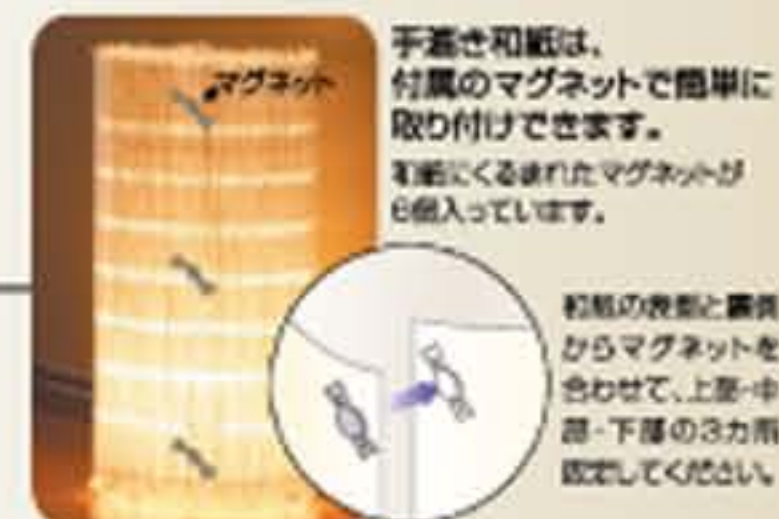 マグネット
手漉き和紙は、
付属のマグネットで簡単に
取り付けできます。
和紙にくるまれたマグネットが
6個入っています。
和紙の表側と裏側
からマグネットを
合わせて、上部・中
部・下部の3カ所
固定してください。